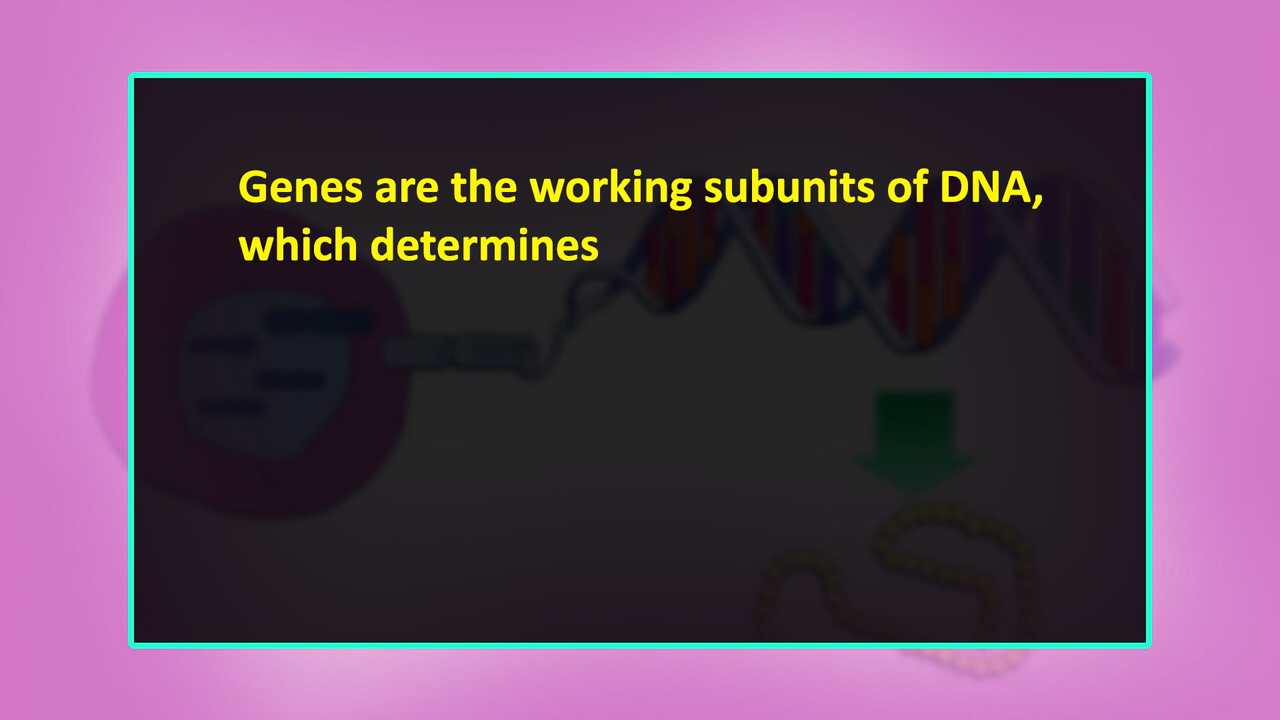 Genes are the working subunits of DNA,
which determines